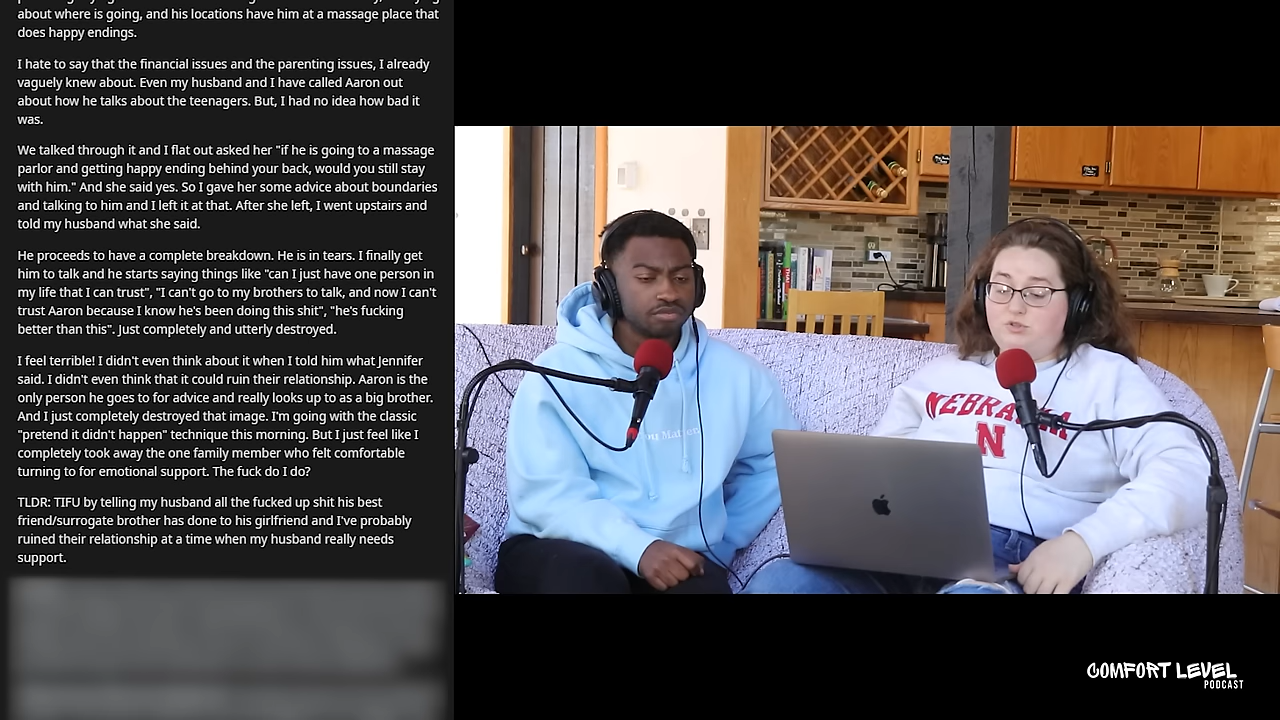 about where is going, and his locations have him at a massage place that
does happy endings.
I hate to say that the financial issues and the parenting issues, I already
vaguely knew about. Even my husband and I have called Aaron out
about how he talks about the teenagers. But, I had no idea how bad it
was.
We talked through it and I flat out asked her "if he is going to a massage
parlor and getting happy ending behind your back, would you still stay
with him." And she said yes. So I gave her some advice about boundaries
and talking to him and I left it at that. After she left, I went upstairs and
told my husband what she said.
He proceeds to have a complete breakdown. He is in tears. I finally get
him to talk and he starts saying things like "can I just have one person in
my life that I can trust", "I can't go to my brothers to talk, and now I can't
trust Aaron because I know he's been doing this shit", "he's fucking
better than this". Just completely and utterly destroyed.
I feel terrible! I didn't even think about it when I told him what Jennifer
said. I didn't even think that it could ruin their relationship. Aaron is the
only person he goes to for advice and really looks up to as a big brother.
And I just completely destroyed that image. I'm going with the classic
"pretend it didn't happen" technique this morning. But I just feel like I
completely took away the one family member who felt comfortable
turning to for emotional support. The fuck do I do?
TLDR: TIFU by telling my husband all the fucked up shit his best
friend/surrogate brother has done to his girlfriend and I've probably
ruined their relationship at a time when my husband really needs
support.
You Matter
NEBRASKA
N
COMFORT LEVEL
PODCAST